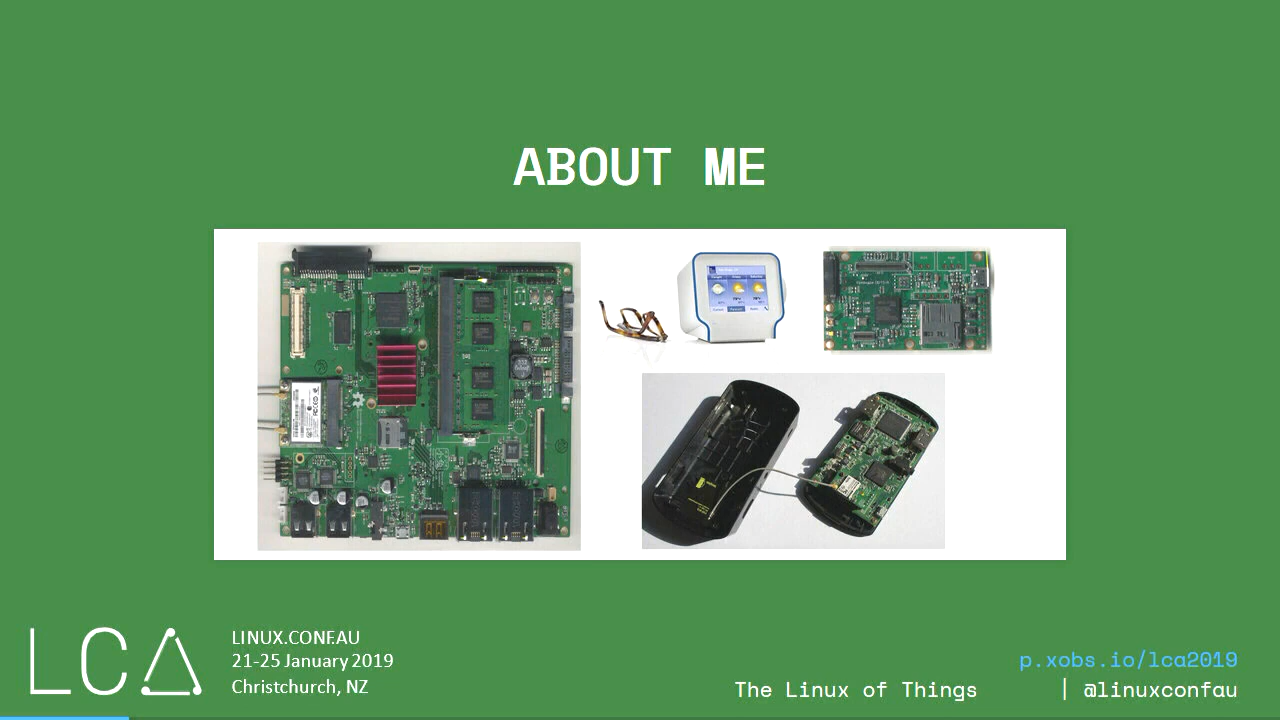 ABOUT ME
LCA
LINUX.CONF.AU
21-25 January 2019
Christchurch, NZ
p.xobs.io/lca2019
The Linux of Things | @linuxconfau